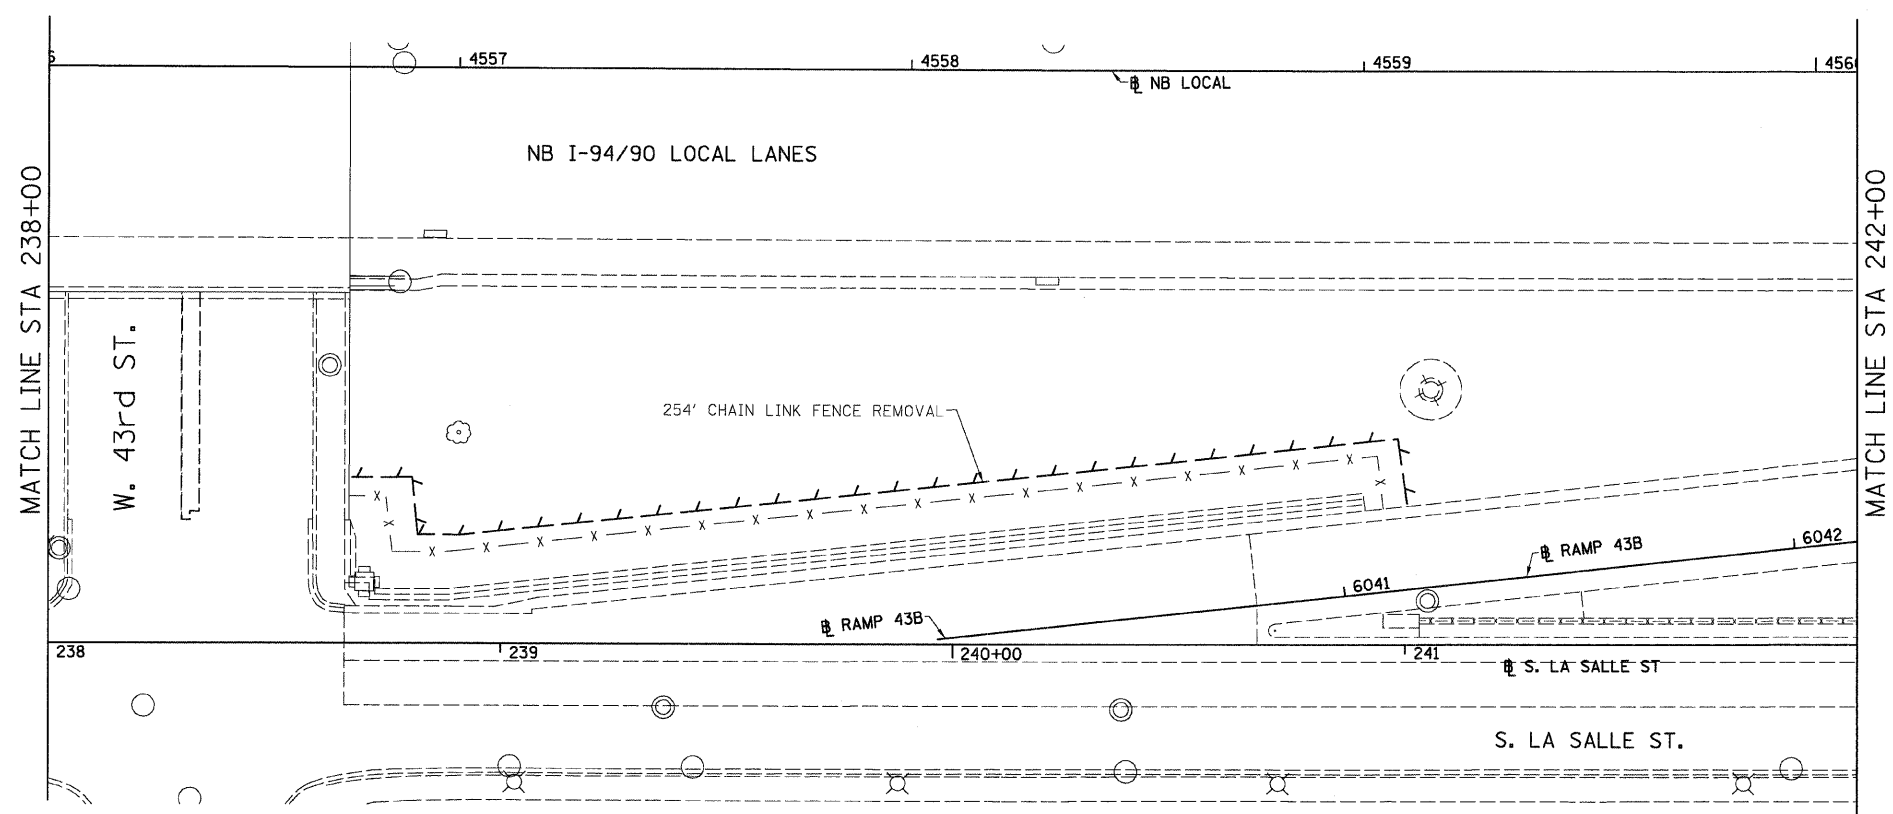 4557
4558
4559
℄ NB LOCAL
NB I-94/90 LOCAL LANES
MATCH LINE STA 238+00
MATCH LINE STA 242+00
W. 43rd ST.
254' CHAIN LINK FENCE REMOVAL
℄ RAMP 43B
6042
6041
℄ RAMP 43B
238
239
240+00
241
℄ S. LA SALLE ST
S. LA SALLE ST.